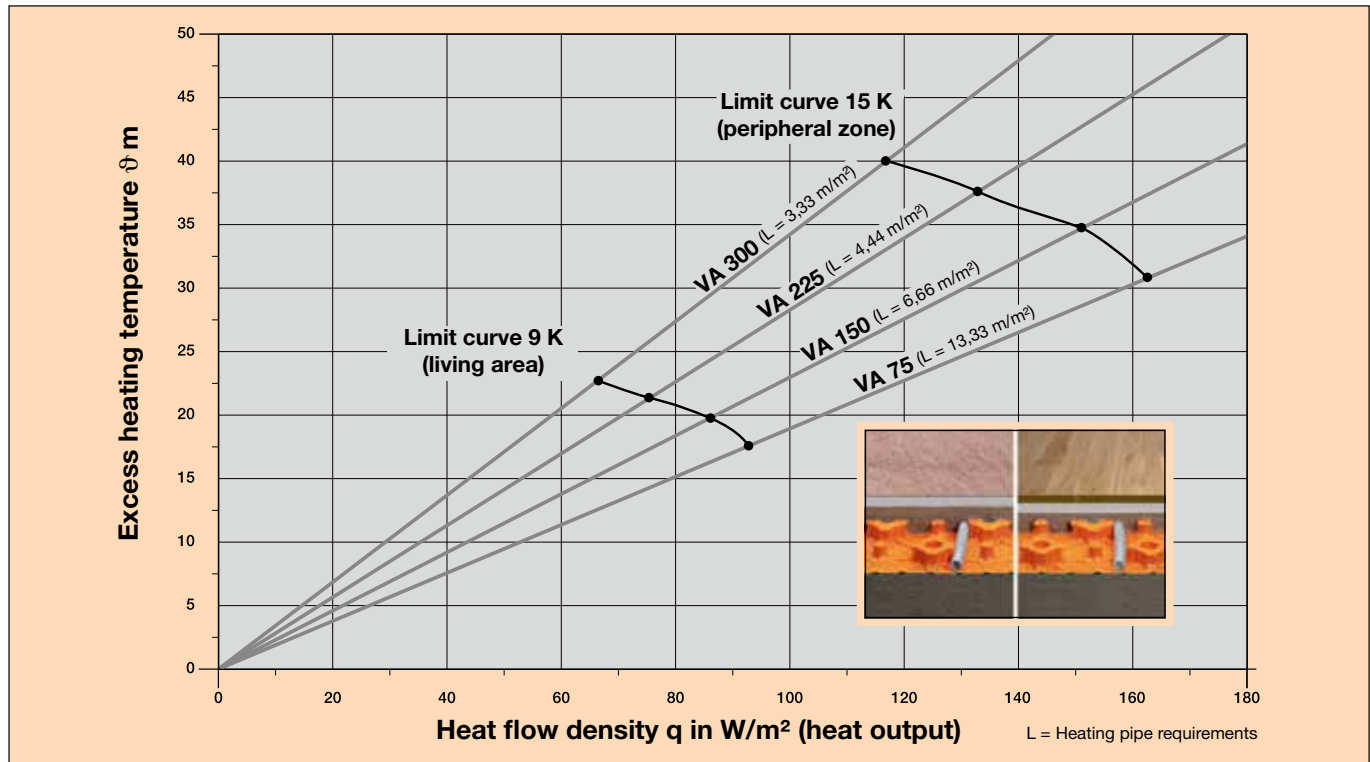 50
45
40
35
30
25
20
15
10
5
0
Excess heating temperature ϑ m
Limit curve 15 K
(peripheral zone)
VA 300 (L = 3,33 m/m²)
VA 225 (L = 4,44 m/m²)
VA 150 (L = 6,66 m/m²)
VA 75 (L = 13,33 m/m²)
Limit curve 9 K
(living area)
0 20 40 60 80 100 120 140 160 180
Heat flow density q in W/m² (heat output)
L = Heating pipe requirements